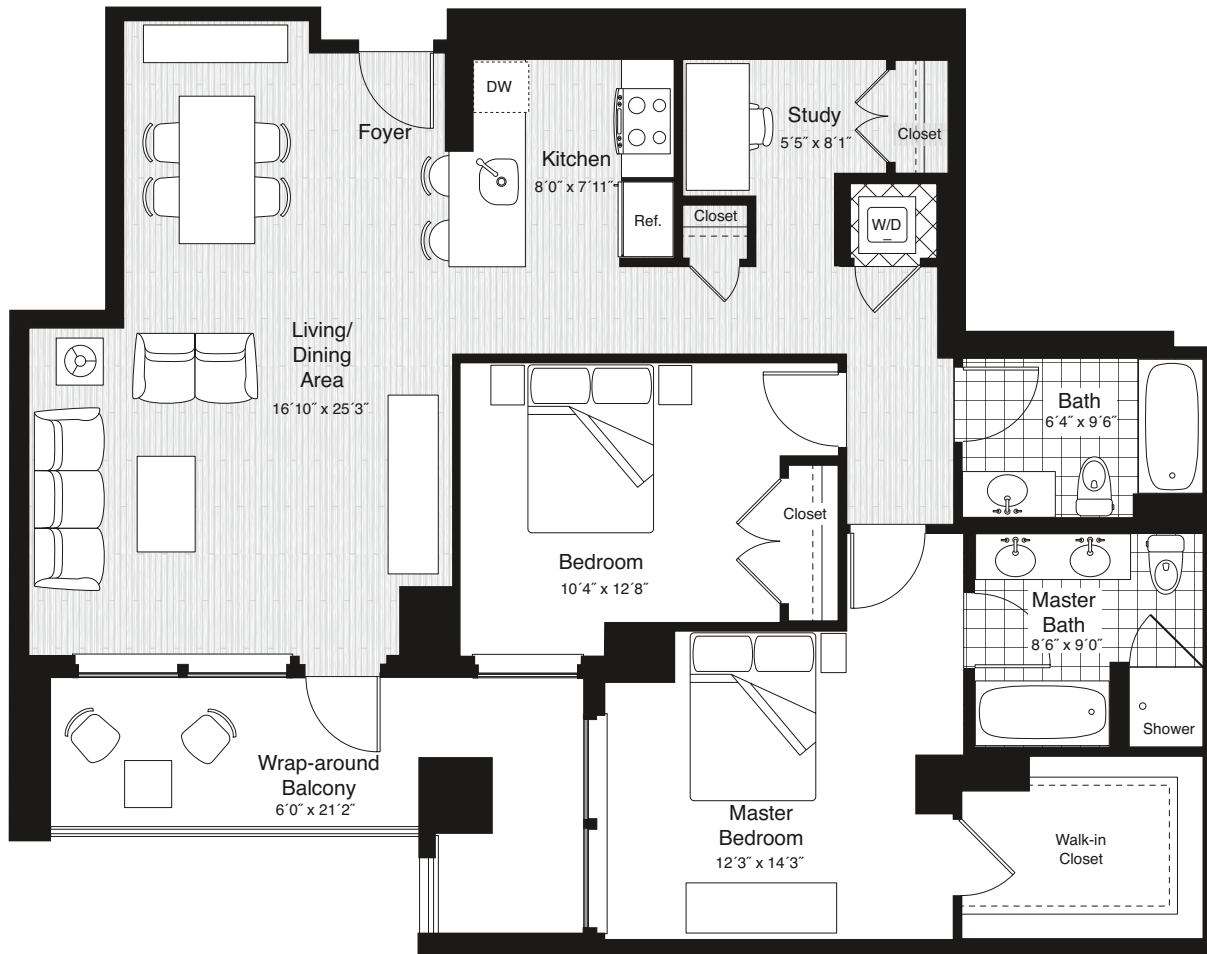 DW
Foyer
Kitchen
8´0˝ x 7´11˝
Ref.
Study
5´5˝ x 8´1˝
Closet
Closet
W/D
Living/
Dining
Area
16´10˝ x 25´3˝
Bath
6´4˝ x 9´6˝
Bedroom
10´4˝ x 12´8˝
Closet
Master
Bath
8´6˝ x 9´0˝
Shower
Wrap-around
Balcony
6´0˝ x 21´2˝
Master
Bedroom
12´3˝ x 14´3˝
Walk-in
Closet